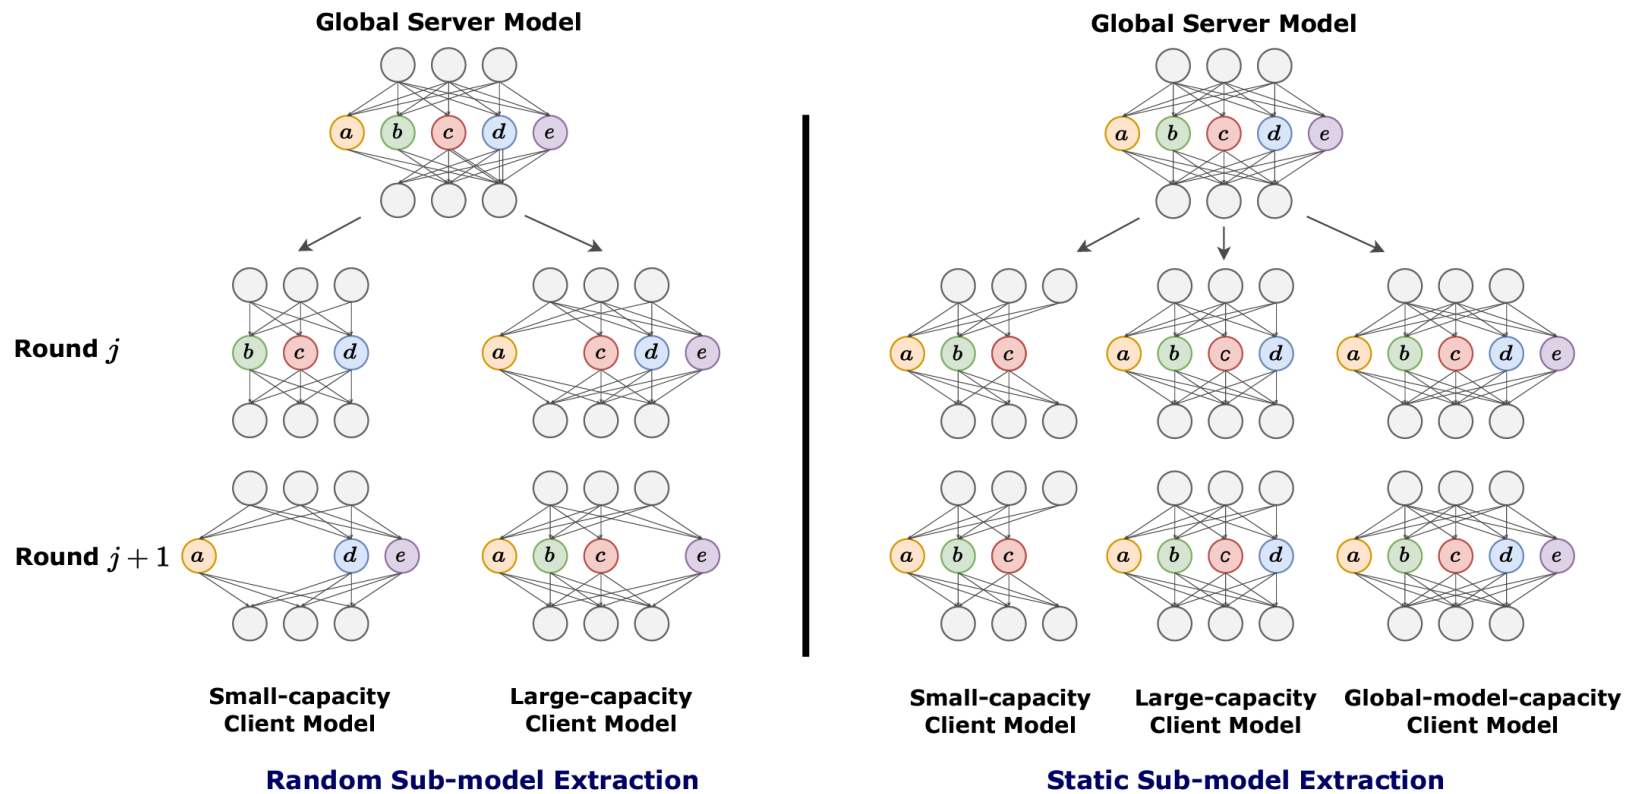 Global Server Model
a b c d e
Round j
b c d
a c d e
Round j + 1
a d e
a b c e
Small-capacity
Client Model
Large-capacity
Client Model
Random Sub-model Extraction
Global Server Model
a b c d e
a b c
a b c d
a b c d e
a b c
a b c d
a b c d e
Small-capacity
Client Model
Large-capacity
Client Model
Global-model-capacity
Client Model
Static Sub-model Extraction